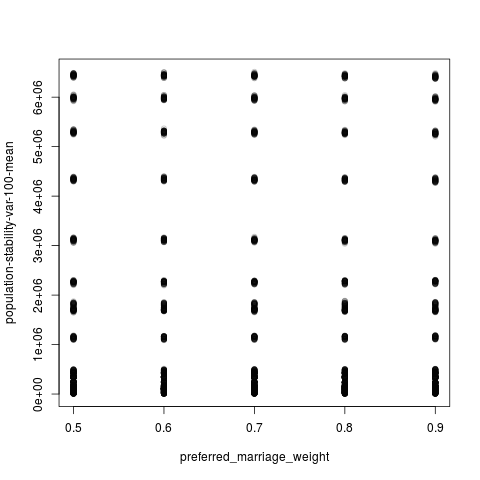 population-stability-var-100-mean
6e+06
5e+06
4e+06
3e+06
2e+06
1e+06
0e+00
0.5 0.6 0.7 0.8 0.9
preferred_marriage_weight